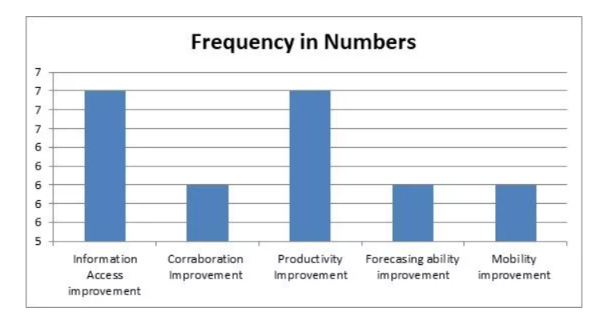 Frequency in Numbers
7
7
7
7
6
6
6
6
6
5
Information
Access
improvement
Corraboration
Improvement
Productivity
Improvement
Forecasing ability
improvement
Mobility
improvement